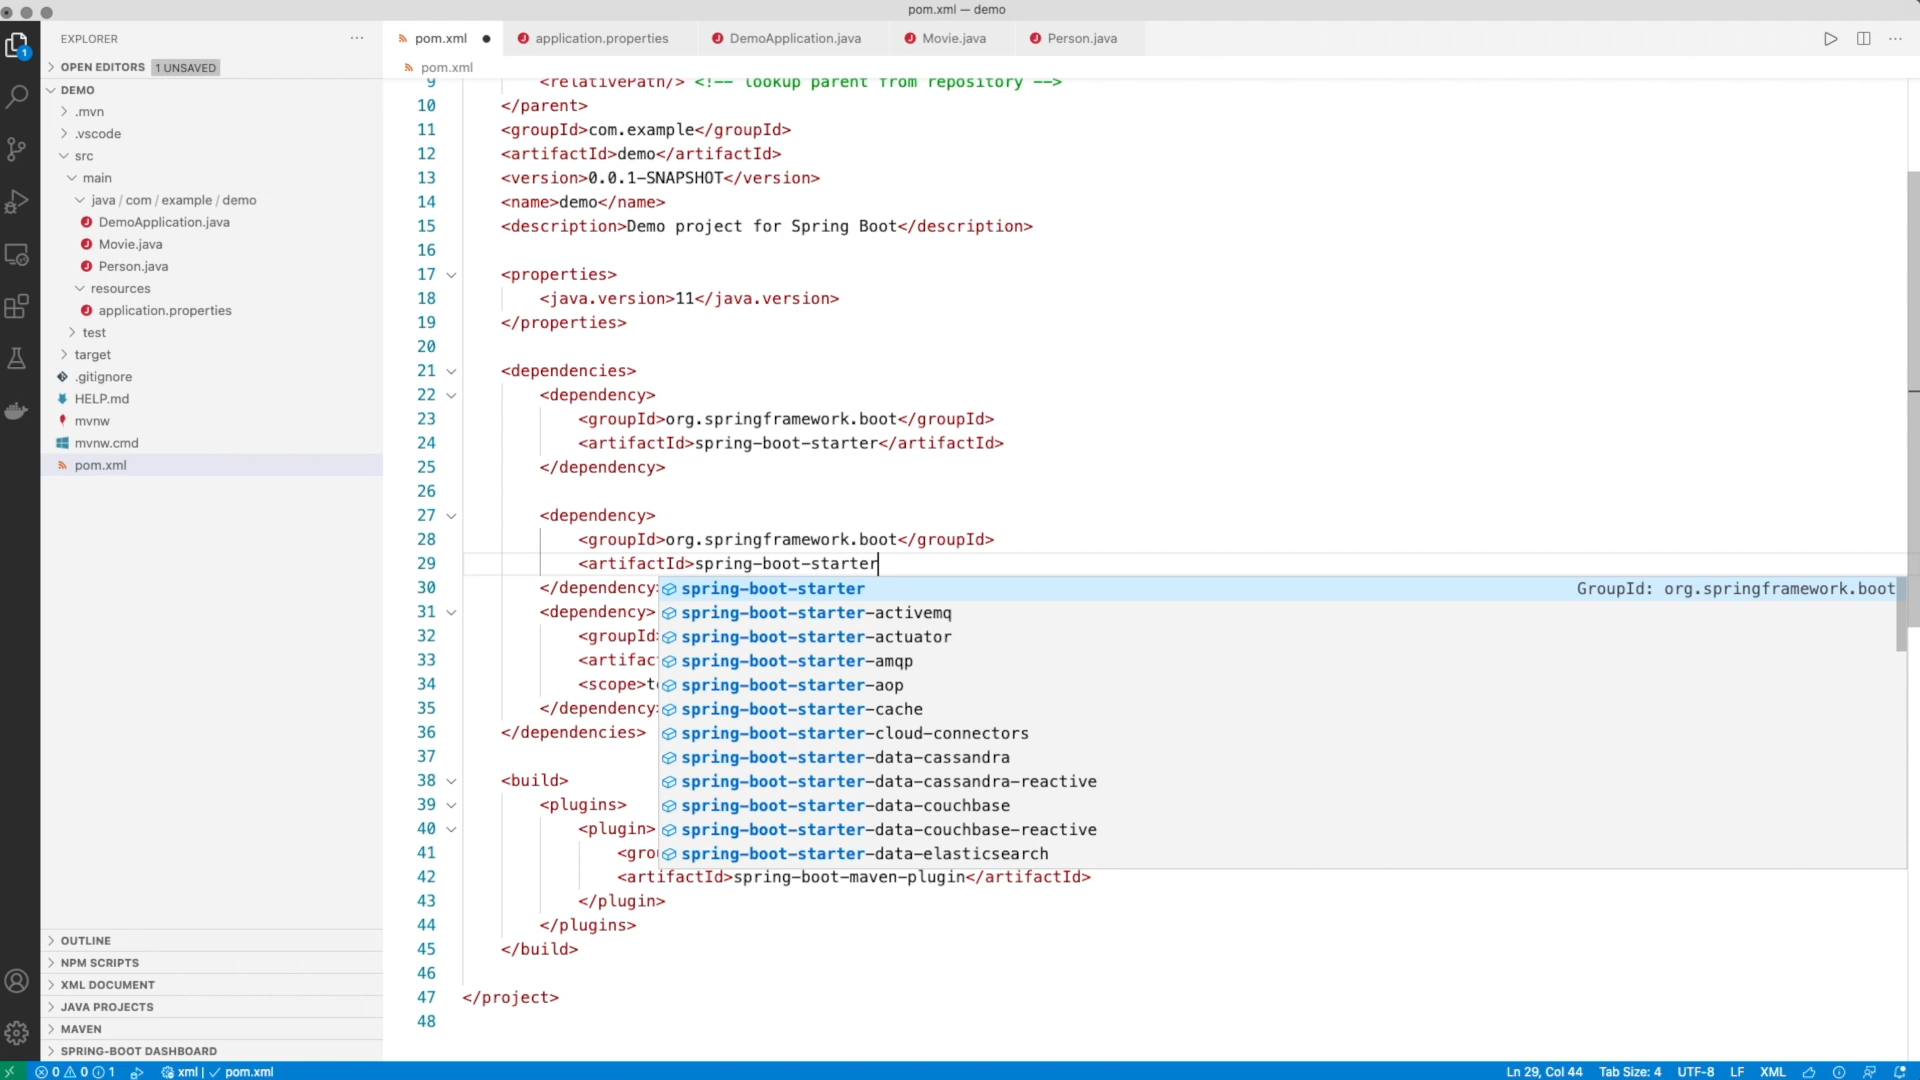 pom.xml — demo
EXPLORER
OPEN EDITORS 1 UNSAVED
DEMO
.mvn
.vscode
src
main
java / com / example / demo
DemoApplication.java
Movie.java
Person.java
resources
application.properties
test
target
.gitignore
HELP.md
mvnw
mvnw.cmd
pom.xml
OUTLINE
NPM SCRIPTS
XML DOCUMENT
JAVA PROJECTS
MAVEN
SPRING-BOOT DASHBOARD
pom.xml application.properties DemoApplication.java Movie.java Person.java
pom.xml
9 <relativePath/> <!-- lookup parent from repository -->
10 </parent>
11 <groupId>com.example</groupId>
12 <artifactId>demo</artifactId>
13 <version>0.0.1-SNAPSHOT</version>
14 <name>demo</name>
15 <description>Demo project for Spring Boot</description>
16
17 <properties>
18 <java.version>11</java.version>
19 </properties>
20
21 <dependencies>
22 <dependency>
23 <groupId>org.springframework.boot</groupId>
24 <artifactId>spring-boot-starter</artifactId>
25 </dependency>
26
27 <dependency>
28 <groupId>org.springframework.boot</groupId>
29 <artifactId>spring-boot-starter
30 </dependency> spring-boot-starter GroupId: org.springframework.boot
31 <dependency> spring-boot-starter-activemq
32 <groupId> spring-boot-starter-actuator
33 <artifac spring-boot-starter-amqp
34 <scope>t spring-boot-starter-aop
35 </dependency spring-boot-starter-cache
36 </dependencies> spring-boot-starter-cloud-connectors
37 spring-boot-starter-data-cassandra
38 <build> spring-boot-starter-data-cassandra-reactive
39 <plugins> spring-boot-starter-data-couchbase
40 <plugin> spring-boot-starter-data-couchbase-reactive
41 <gro spring-boot-starter-data-elasticsearch
42 <artifactId>spring-boot-maven-plugin</artifactId>
43 </plugin>
44 </plugins>
45 </build>
46
47 </project>
48
1
0 0 1 xml | ✓ pom.xml Ln 29, Col 44 Tab Size: 4 UTF-8 LF XML